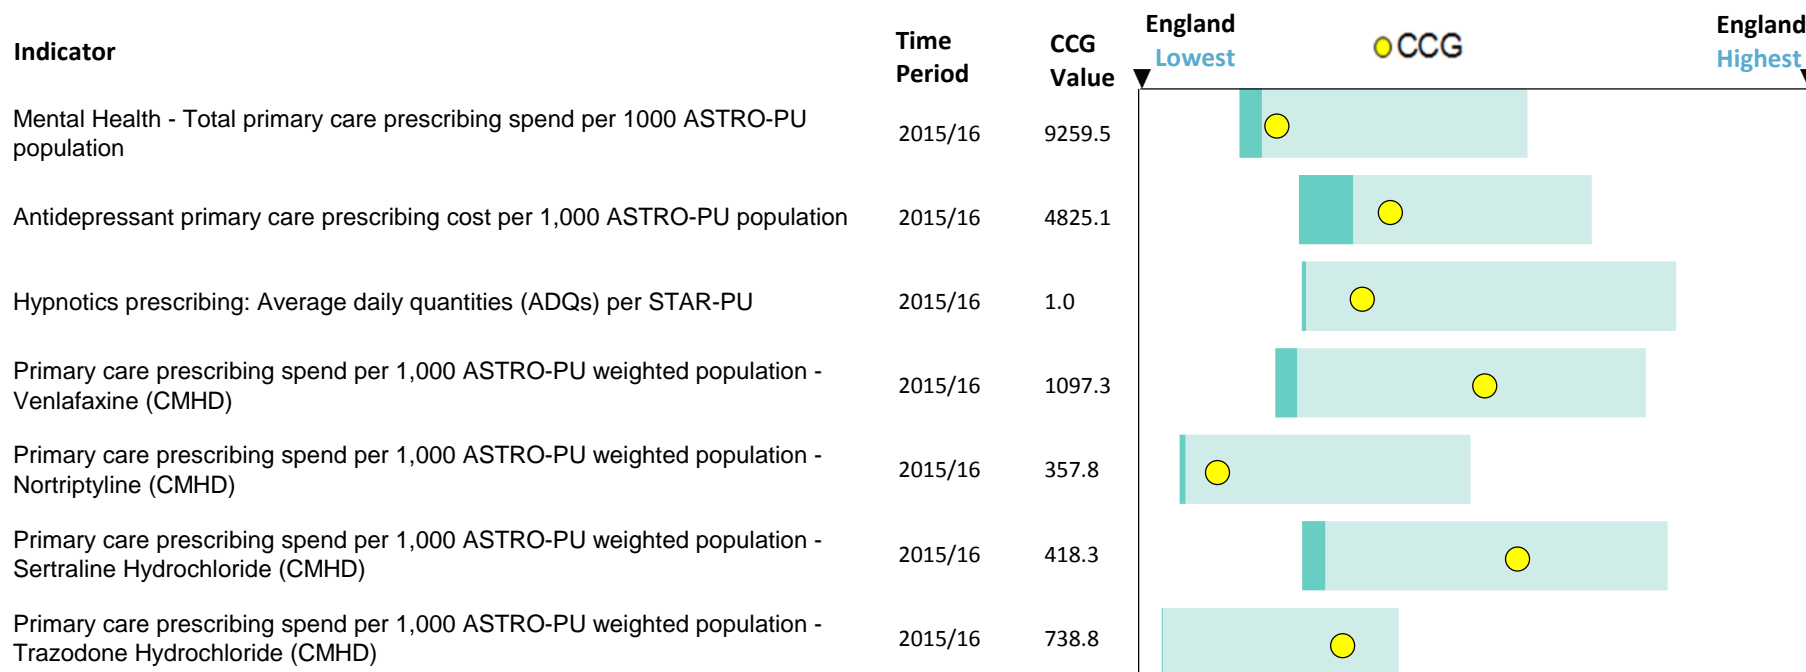 Indicator
Time
Period
CCG
Value
England
Lowest
CCG
England
Highest
Mental Health - Total primary care prescribing spend per 1000 ASTRO-PU
population
2015/16
9259.5
Antidepressant primary care prescribing cost per 1,000 ASTRO-PU population
2015/16
4825.1
Hypnotics prescribing: Average daily quantities (ADQs) per STAR-PU
2015/16
1.0
Primary care prescribing spend per 1,000 ASTRO-PU weighted population -
Venlafaxine (CMHD)
2015/16
1097.3
Primary care prescribing spend per 1,000 ASTRO-PU weighted population -
Nortriptyline (CMHD)
2015/16
357.8
Primary care prescribing spend per 1,000 ASTRO-PU weighted population -
Sertraline Hydrochloride (CMHD)
2015/16
418.3
Primary care prescribing spend per 1,000 ASTRO-PU weighted population -
Trazodone Hydrochloride (CMHD)
2015/16
738.8